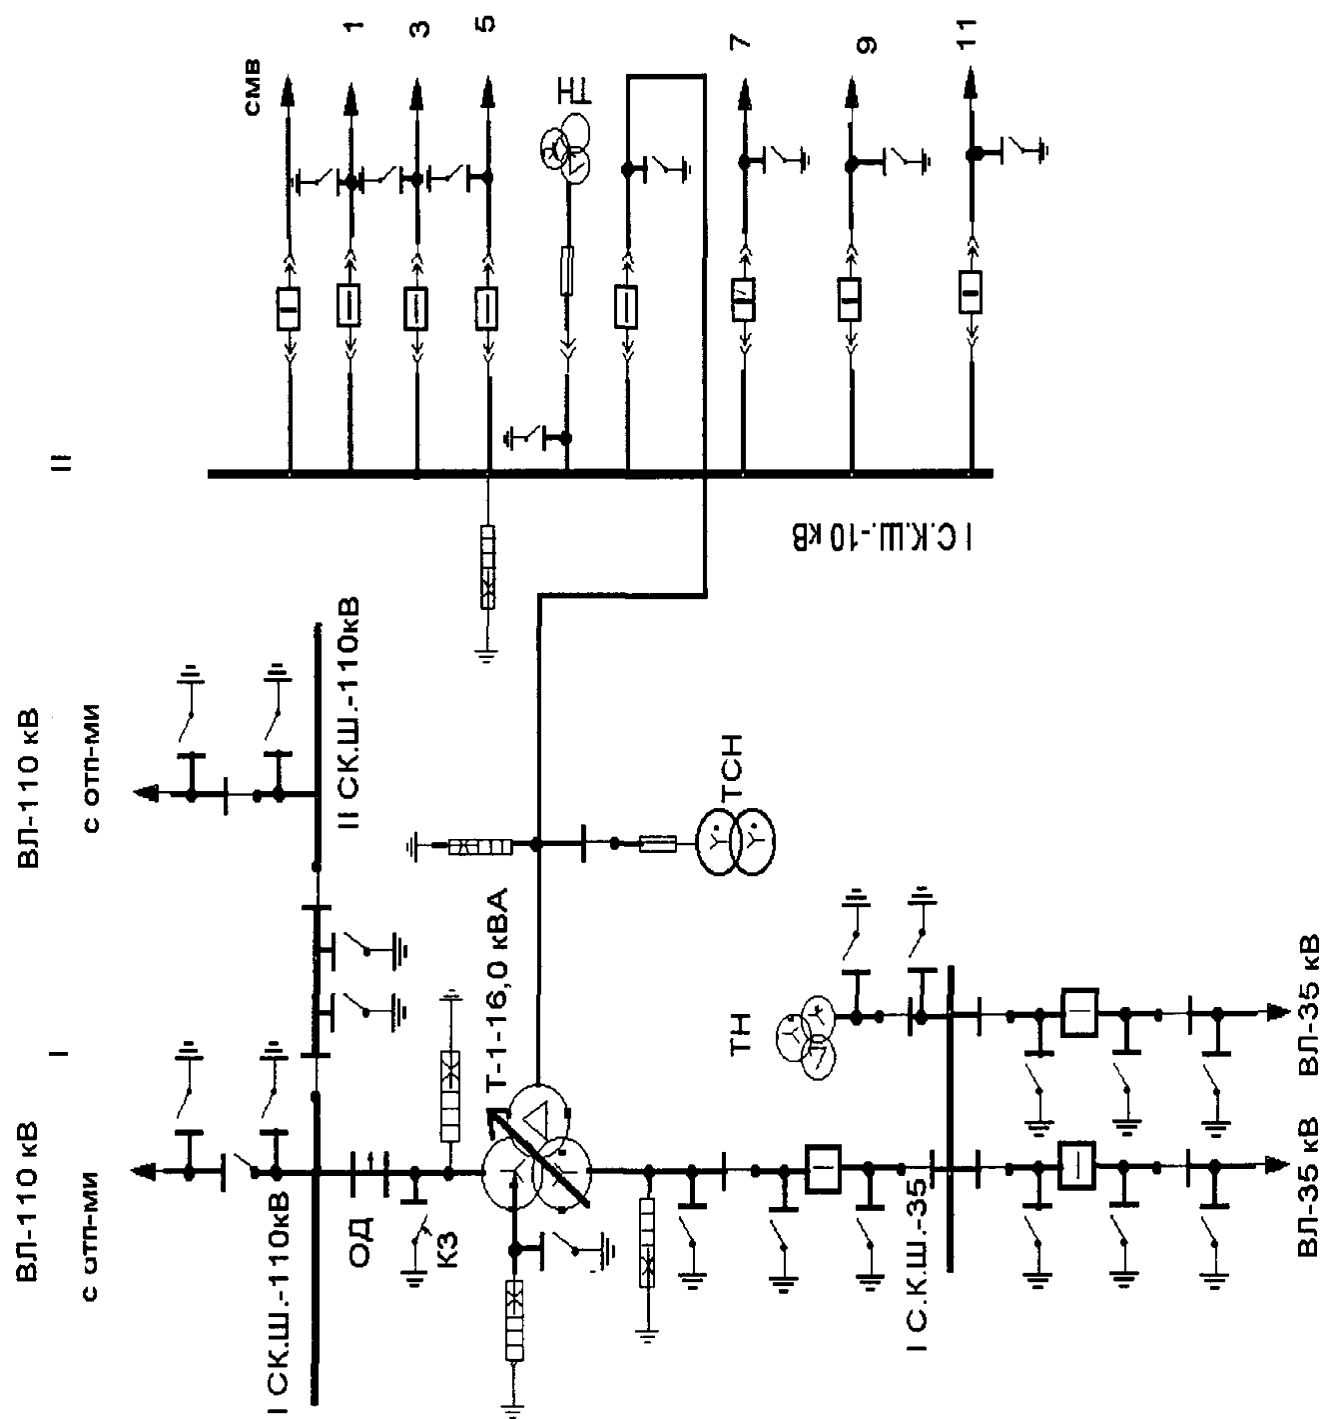 СМВ
1
3
5
ТН
7
9
11
II
I С.К.Ш.-10 кВ
ВЛ-110 кВ
с отп-ми
II СК.Ш.-110кВ
ТСН
Т-1-16,0 кВА
I
ВЛ-110 кВ
с отп-ми
I СК.Ш.-110кВ
ОД
КЗ
ТН
I С.К.Ш.-35
ВЛ-35 кВ
ВЛ-35 кВ